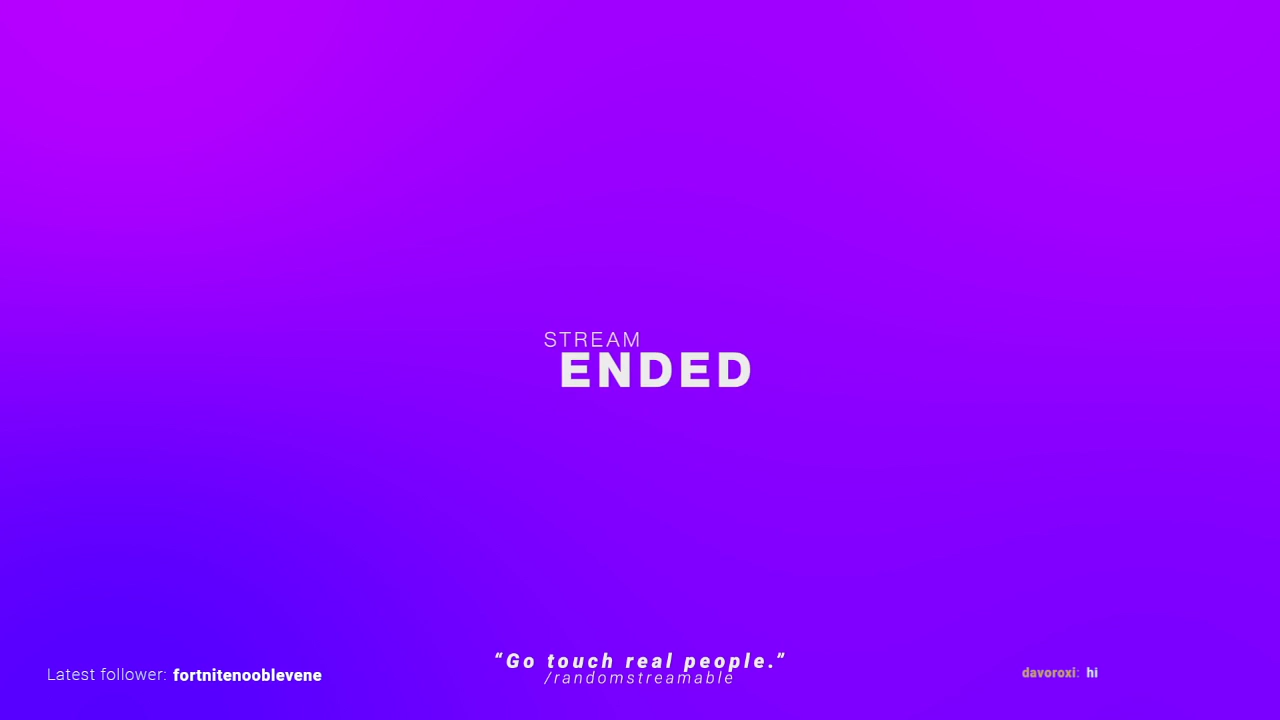 STREAM
ENDED
Latest follower: fortnitenooblevene
“Go touch real people.”
/randomstreamable
davoroxi: hi